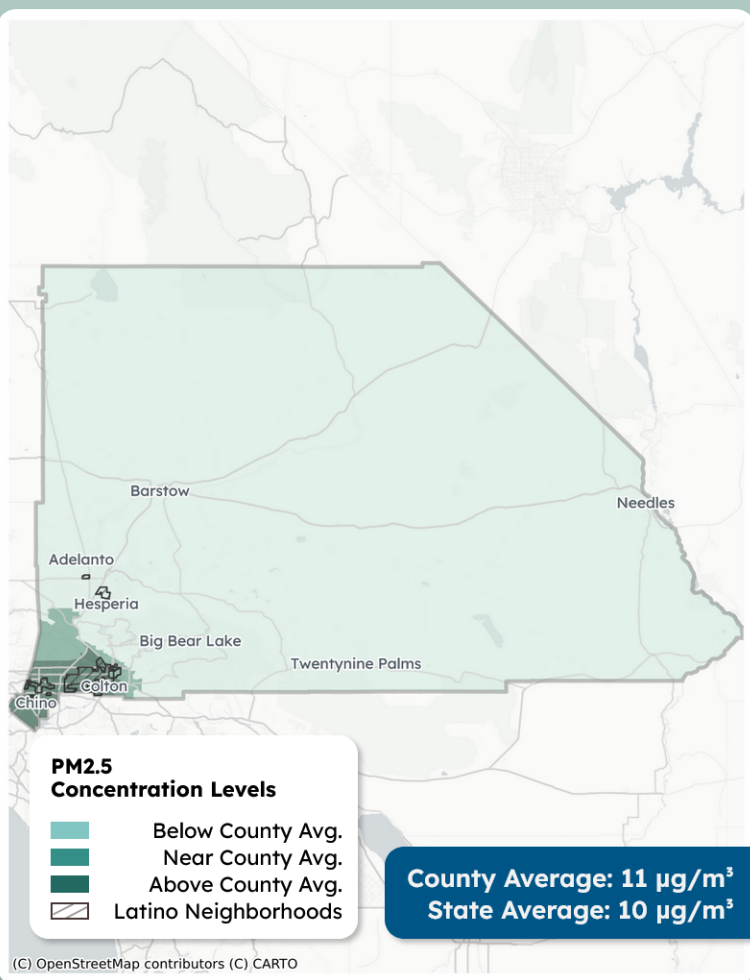 Barstow
Needles
Adelanto
Hesperia
Big Bear Lake
Twentynine Palms
Colton
Chino
PM2.5
Concentration Levels
Below County Avg.
Near County Avg.
Above County Avg.
Latino Neighborhoods
County Average: 11 µg/m³
State Average: 10 µg/m³
(C) OpenStreetMap contributors (C) CARTO